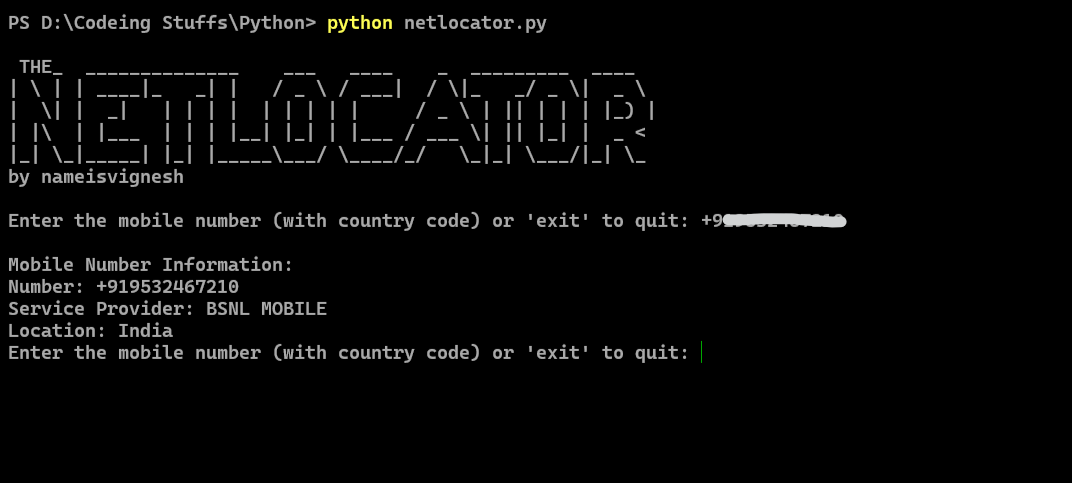 PS D:\Codeing Stuffs\Python> python netlocator.py
THE
NETLOCATOR
by nameisvignesh
Enter the mobile number (with country code) or 'exit' to quit: +9
Mobile Number Information:
Number: +919532467210
Service Provider: BSNL MOBILE
Location: India
Enter the mobile number (with country code) or 'exit' to quit: